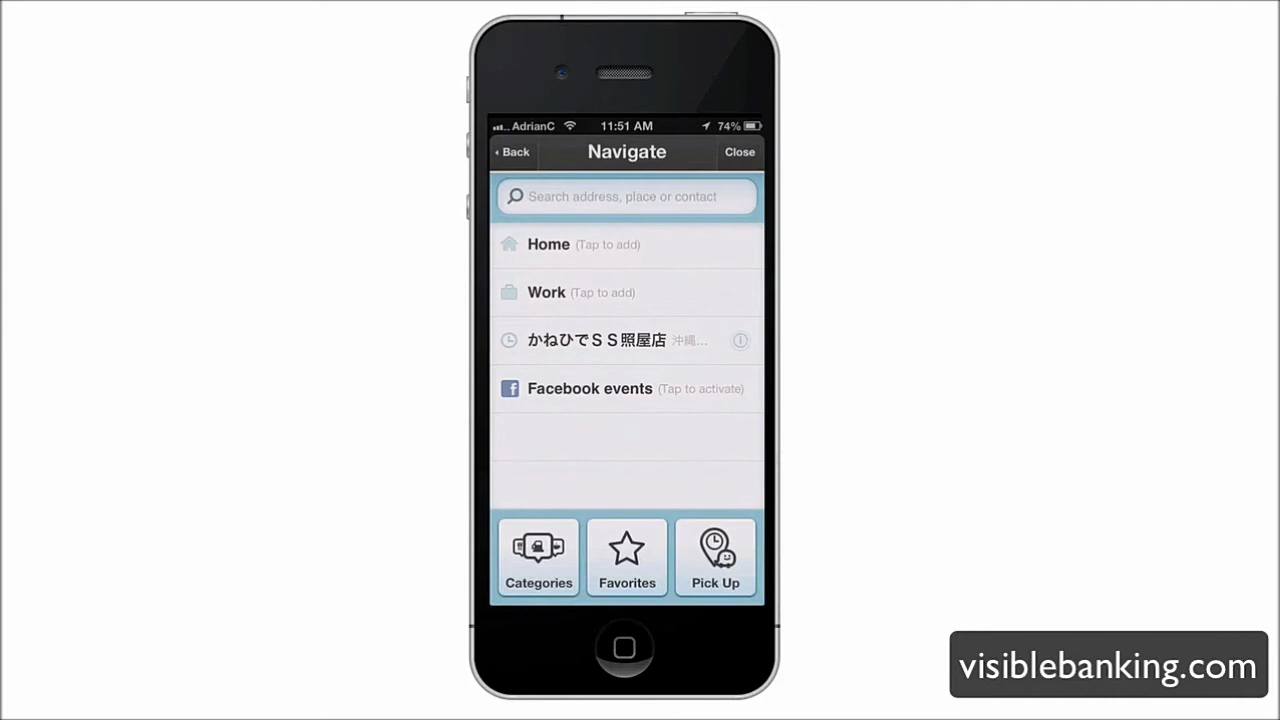 AdrianC 11:51 AM 74%
Back Navigate Close
Search address, place or contact
Home (Tap to add)
Work (Tap to add)
かねひでＳＳ照屋店 沖縄...
Facebook events (Tap to activate)
Categories Favorites Pick Up
visiblebanking.com